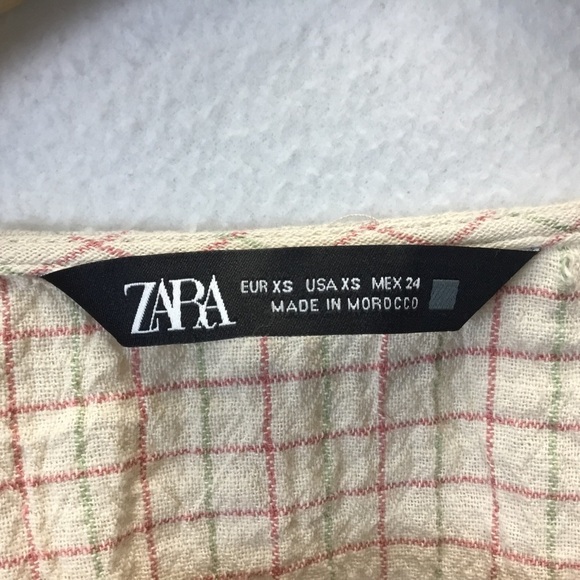 ZARA
EUR XS USA XS MEX 24
MADE IN MOROCCO